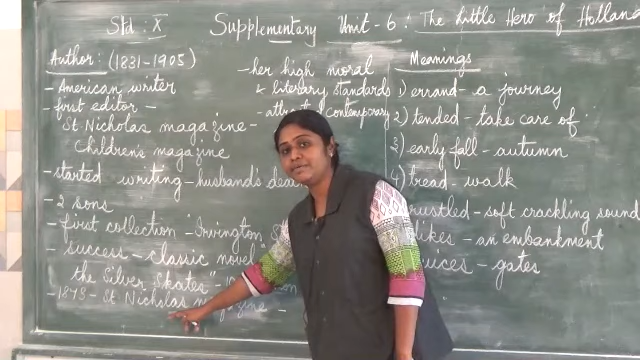 Std : X Supplementary Unit - 6 : The Little Hero of Holland
Author : (1831-1905)
- American writer
- first editor -
St Nicholas magazine -
Children's magazine
- started writing - husband's
- 2 sons
- first collection - "Irvington
- success - classic novel
the Silver Skates" -
- 1873 - St Nicholas magazine -
- her high moral
& literary standards
- attract contemporary
Meanings
1) errand - a journey
2) tended - take care of
3) early fall - autumn
4) tread - walk
rustled - soft crackling sound
dikes - an embankment
uices - gates